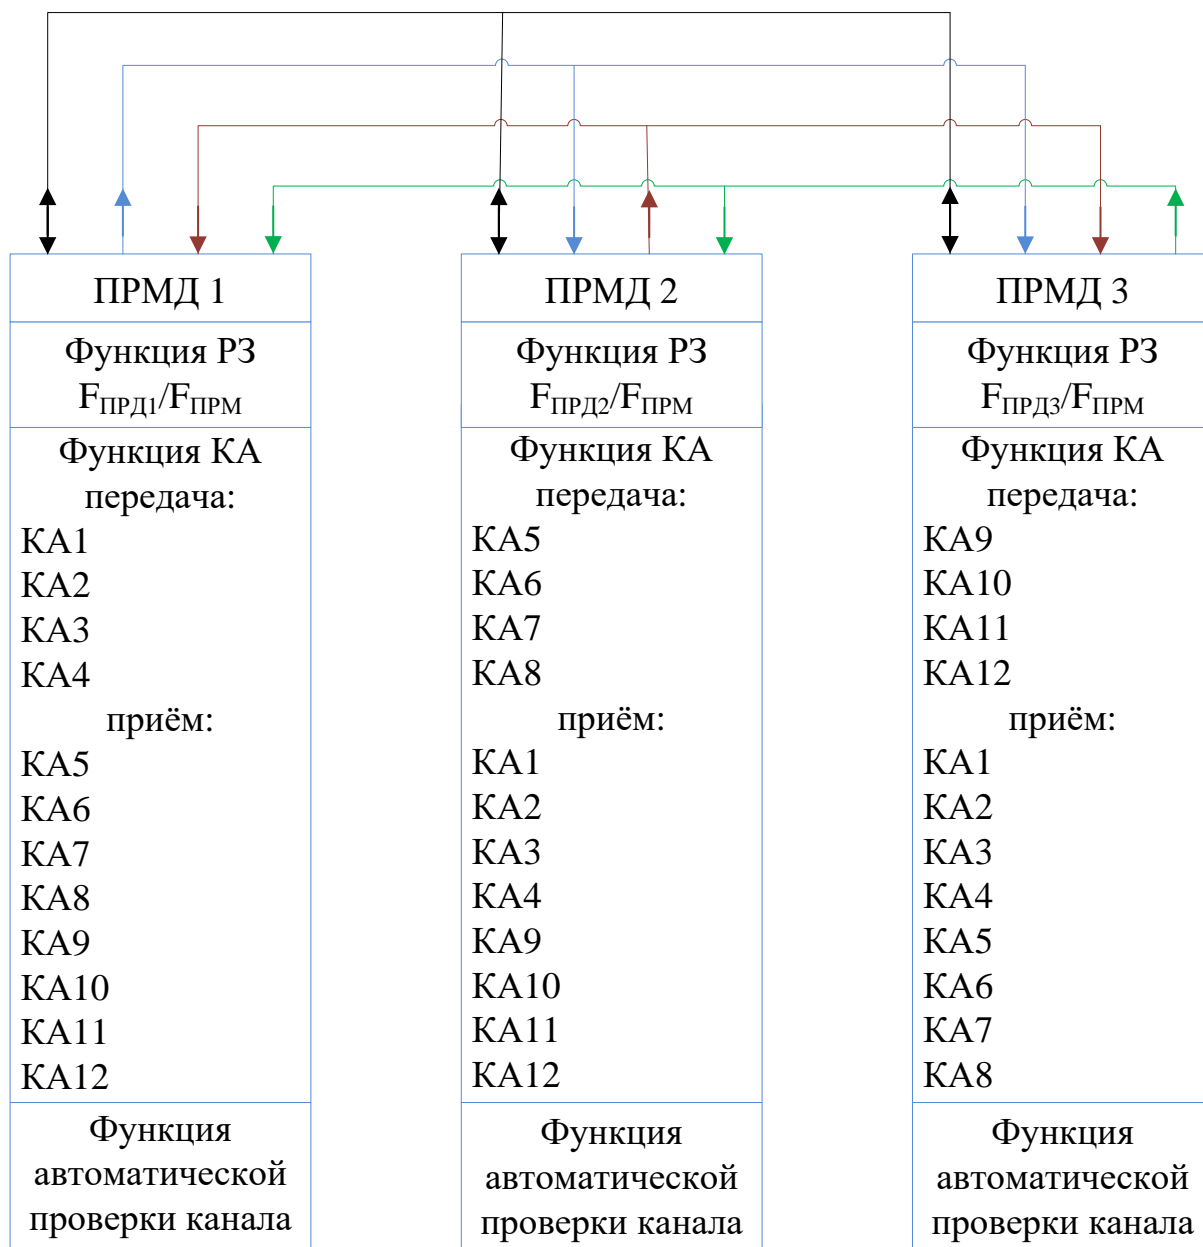 ПРМД 1
Функция РЗ
FПРД1/FПРМ
Функция КА
передача:
КА1
КА2
КА3
КА4
приём:
КА5
КА6
КА7
КА8
КА9
КА10
КА11
КА12
Функция
автоматической
проверки канала
ПРМД 2
Функция РЗ
FПРД2/FПРМ
Функция КА
передача:
КА5
КА6
КА7
КА8
приём:
КА1
КА2
КА3
КА4
КА9
КА10
КА11
КА12
Функция
автоматической
проверки канала
ПРМД 3
Функция РЗ
FПРД3/FПРМ
Функция КА
передача:
КА9
КА10
КА11
КА12
приём:
КА1
КА2
КА3
КА4
КА5
КА6
КА7
КА8
Функция
автоматической
проверки канала